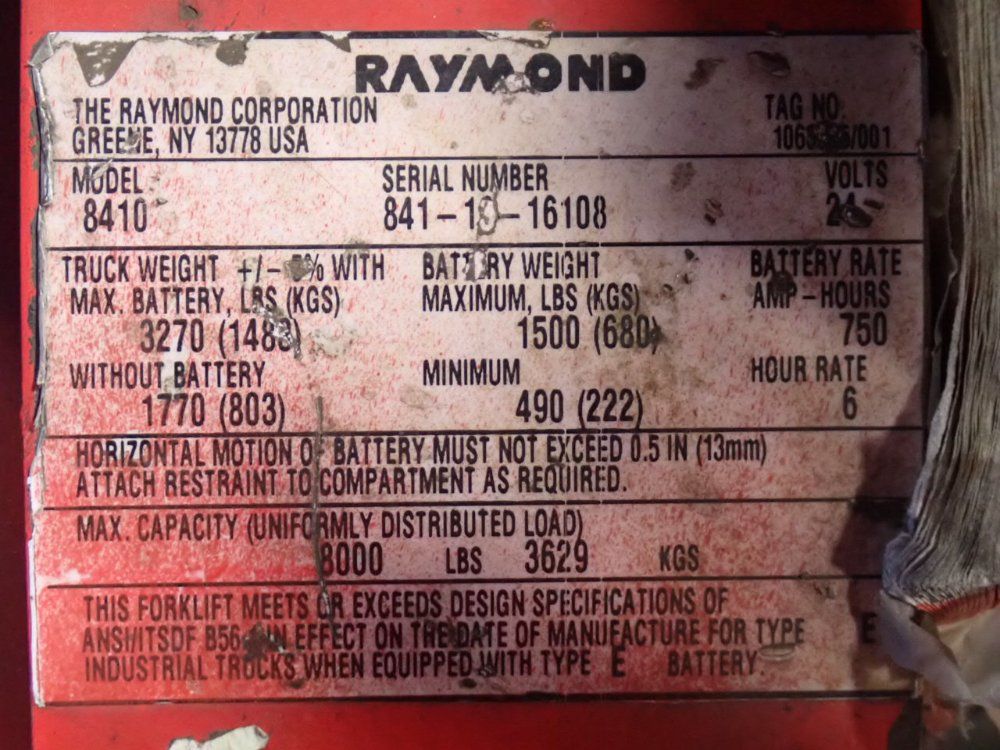 RAYMOND
THE RAYMOND CORPORATION
GREENE, NY 13778 USA
TAG NO.
MODEL
8410
SERIAL NUMBER
VOLTS
24
TRUCK WEIGHT +/- 5% WITH
MAX. BATTERY, LBS (KGS)
3270 (1483)
WITHOUT BATTERY
1770 (803)
BATTERY WEIGHT
MAXIMUM, LBS (KGS)
1500 (680)
MINIMUM
490 (222)
BATTERY RATE
AMP-HOURS
750
HOUR RATE
6
HORIZONTAL MOTION OF BATTERY MUST NOT EXCEED 0.5 IN (13mm)
ATTACH RESTRAINT TO COMPARTMENT AS REQUIRED.
MAX. CAPACITY (UNIFORMLY DISTRIBUTED LOAD)
8000 LBS 3629 KGS
THIS FORKLIFT MEETS OR EXCEEDS DESIGN SPECIFICATIONS OF
ANSI/ITSDF IN EFFECT ON THE DATE OF MANUFACTURE FOR TYPE E
INDUSTRIAL TRUCKS WHEN EQUIPPED WITH TYPE E BATTERY.